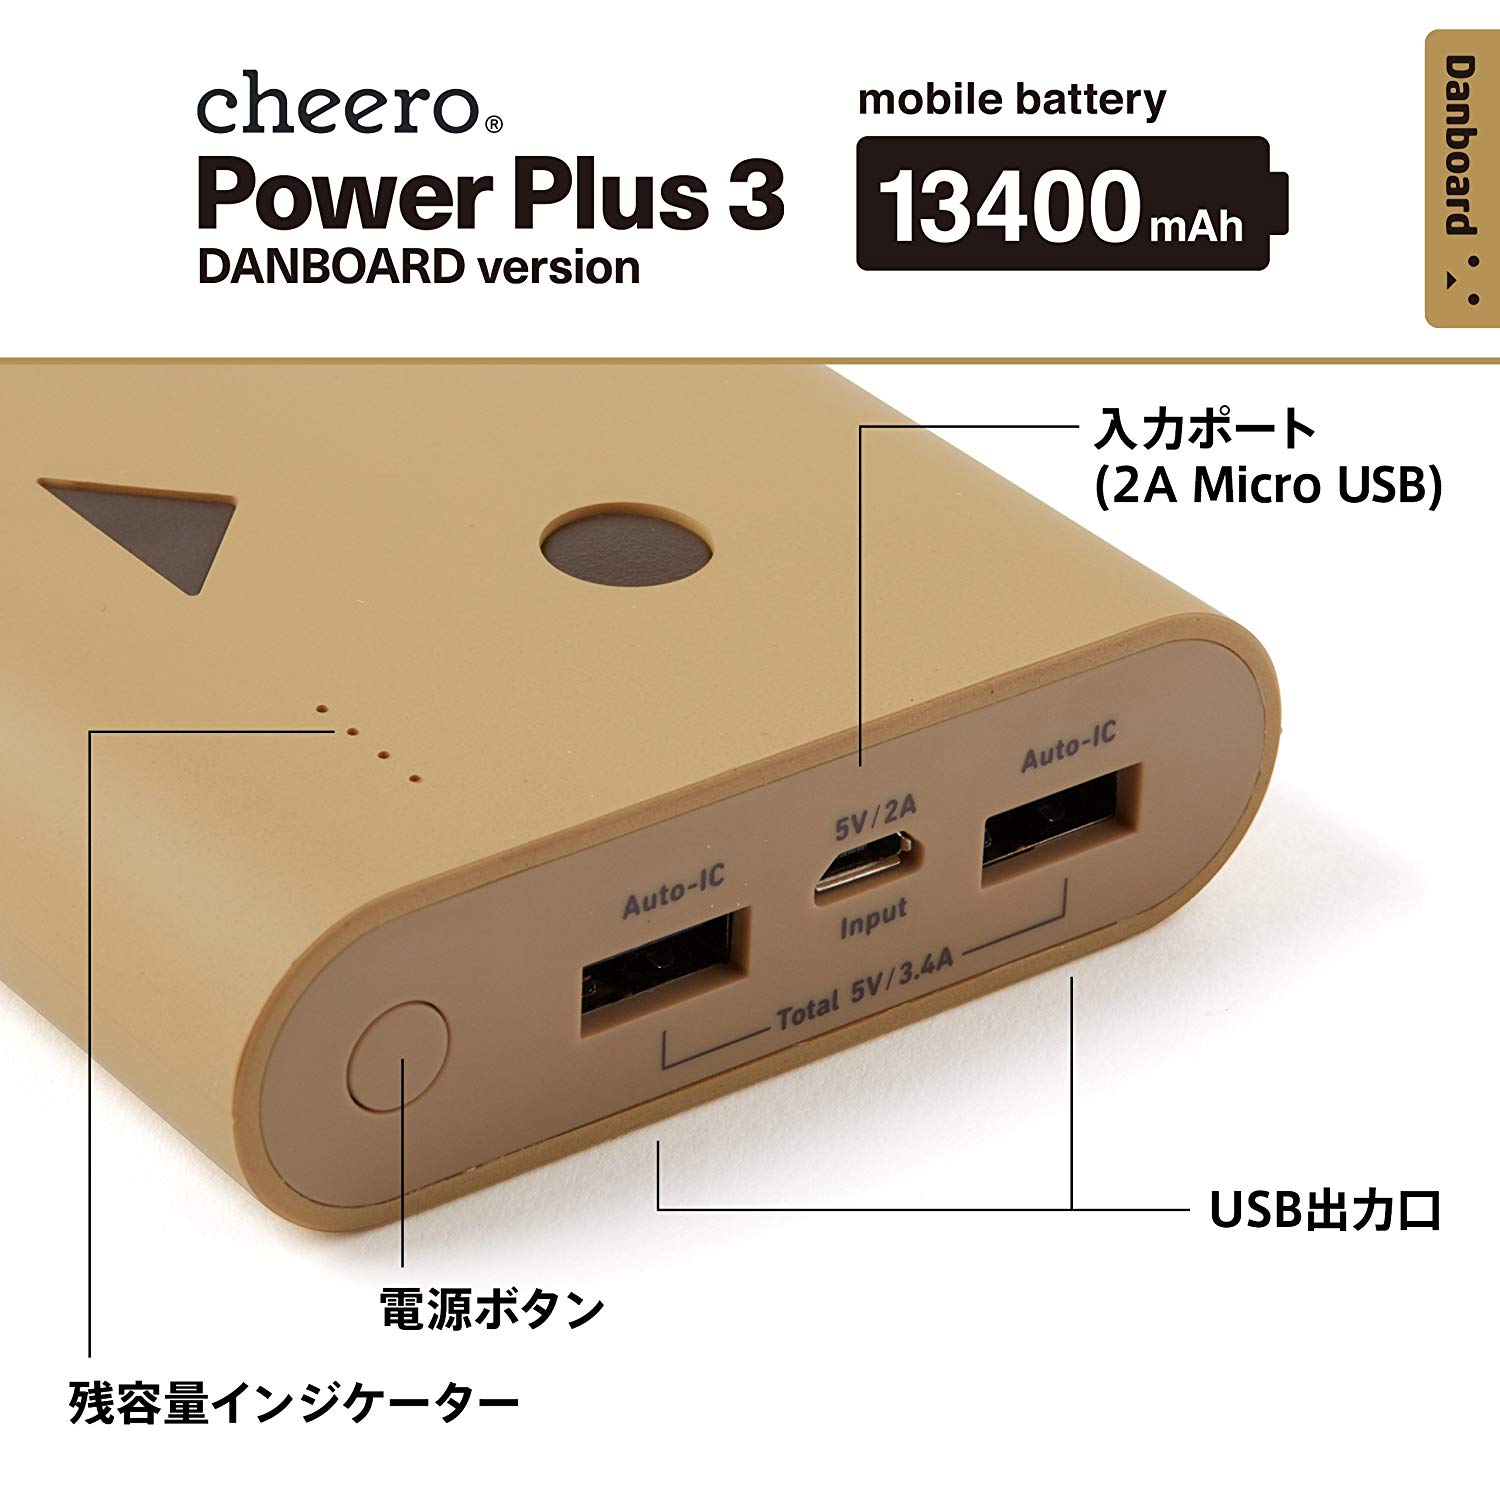 cheero®
Power Plus 3
DANBOARD version
mobile battery
13400 mAh
Danboard
入力ポート
(2A Micro USB)
Auto-IC
5V/2A
Input
Auto-IC
Total 5V/3.4A
USB出力口
電源ボタン
残容量インジケーター